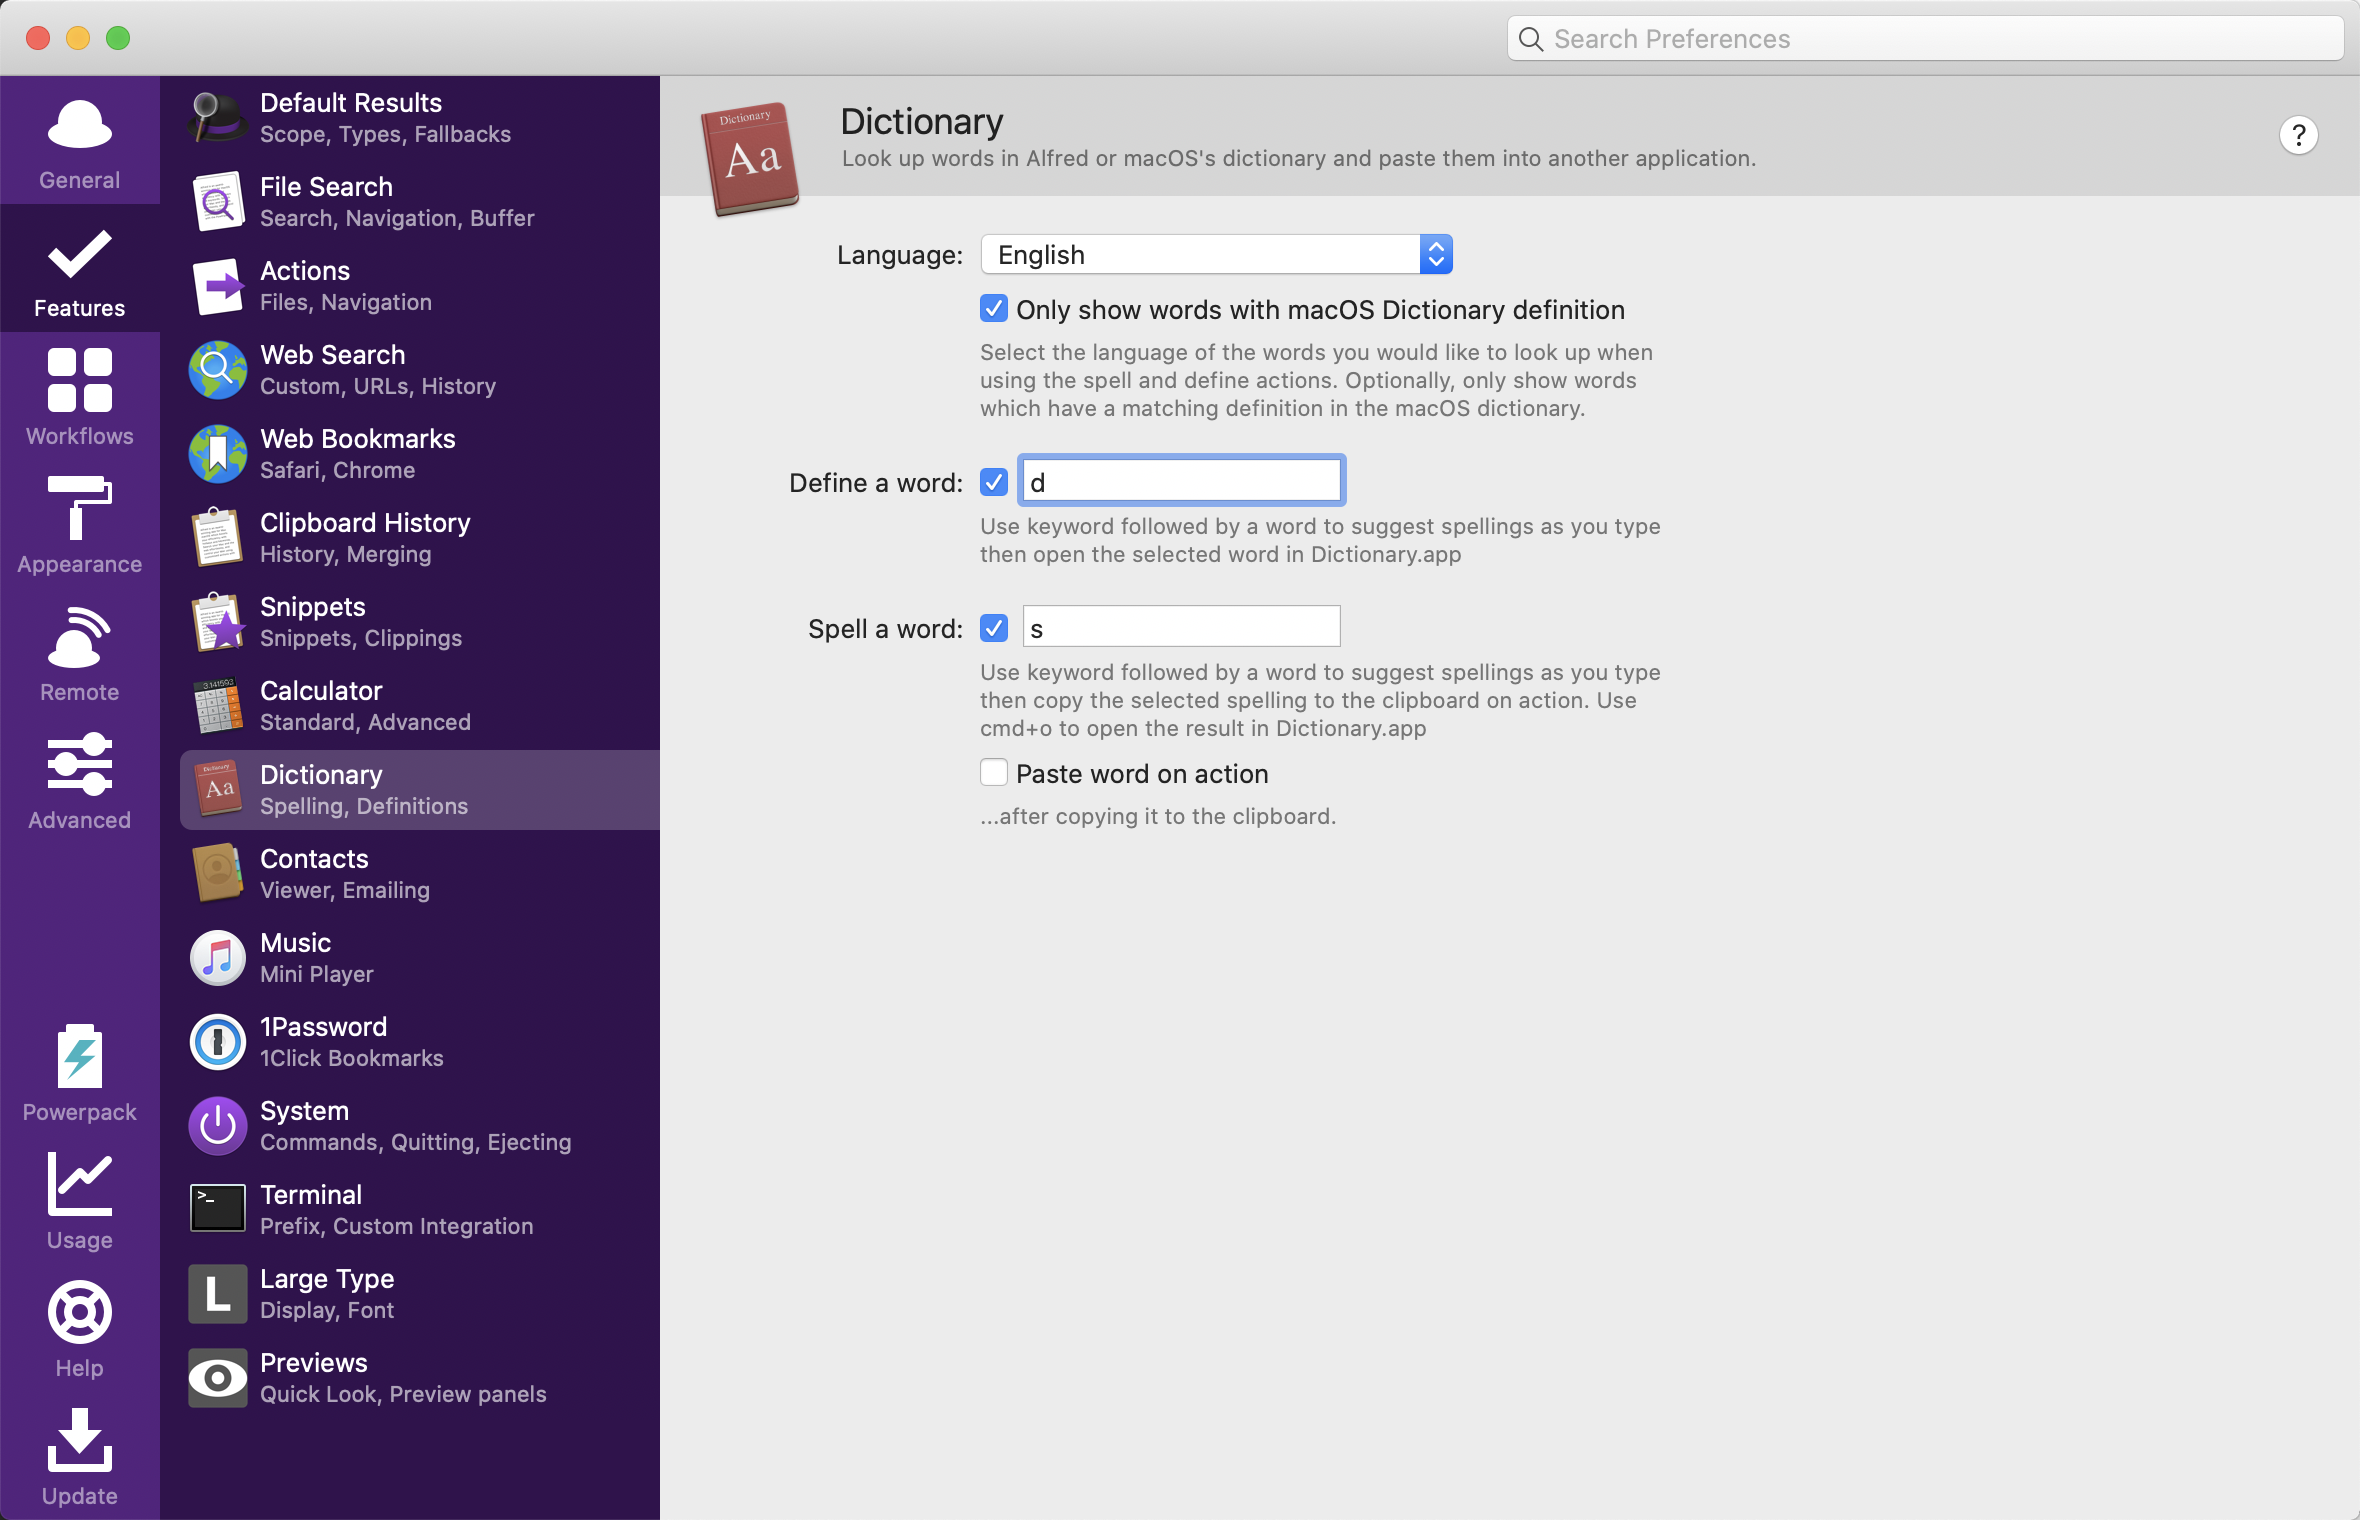 Search Preferences
General
Features
Workflows
Appearance
Remote
Advanced
Powerpack
Usage
Help
Update
Default Results
Scope, Types, Fallbacks
File Search
Search, Navigation, Buffer
Actions
Files, Navigation
Web Search
Custom, URLs, History
Web Bookmarks
Safari, Chrome
Clipboard History
History, Merging
Snippets
Snippets, Clippings
3.141593
Calculator
Standard, Advanced
Dictionary
Aa
Dictionary
Spelling, Definitions
Contacts
Viewer, Emailing
Music
Mini Player
1Password
1Click Bookmarks
System
Commands, Quitting, Ejecting
>_
Terminal
Prefix, Custom Integration
L
Large Type
Display, Font
Previews
Quick Look, Preview panels
Dictionary
Aa
Dictionary
Look up words in Alfred or macOS's dictionary and paste them into another application.
?
Language: English
Only show words with macOS Dictionary definition
Select the language of the words you would like to look up when
using the spell and define actions. Optionally, only show words
which have a matching definition in the macOS dictionary.
Define a word: d
Use keyword followed by a word to suggest spellings as you type
then open the selected word in Dictionary.app
Spell a word: s
Use keyword followed by a word to suggest spellings as you type
then copy the selected spelling to the clipboard on action. Use
cmd+o to open the result in Dictionary.app
Paste word on action
...after copying it to the clipboard.